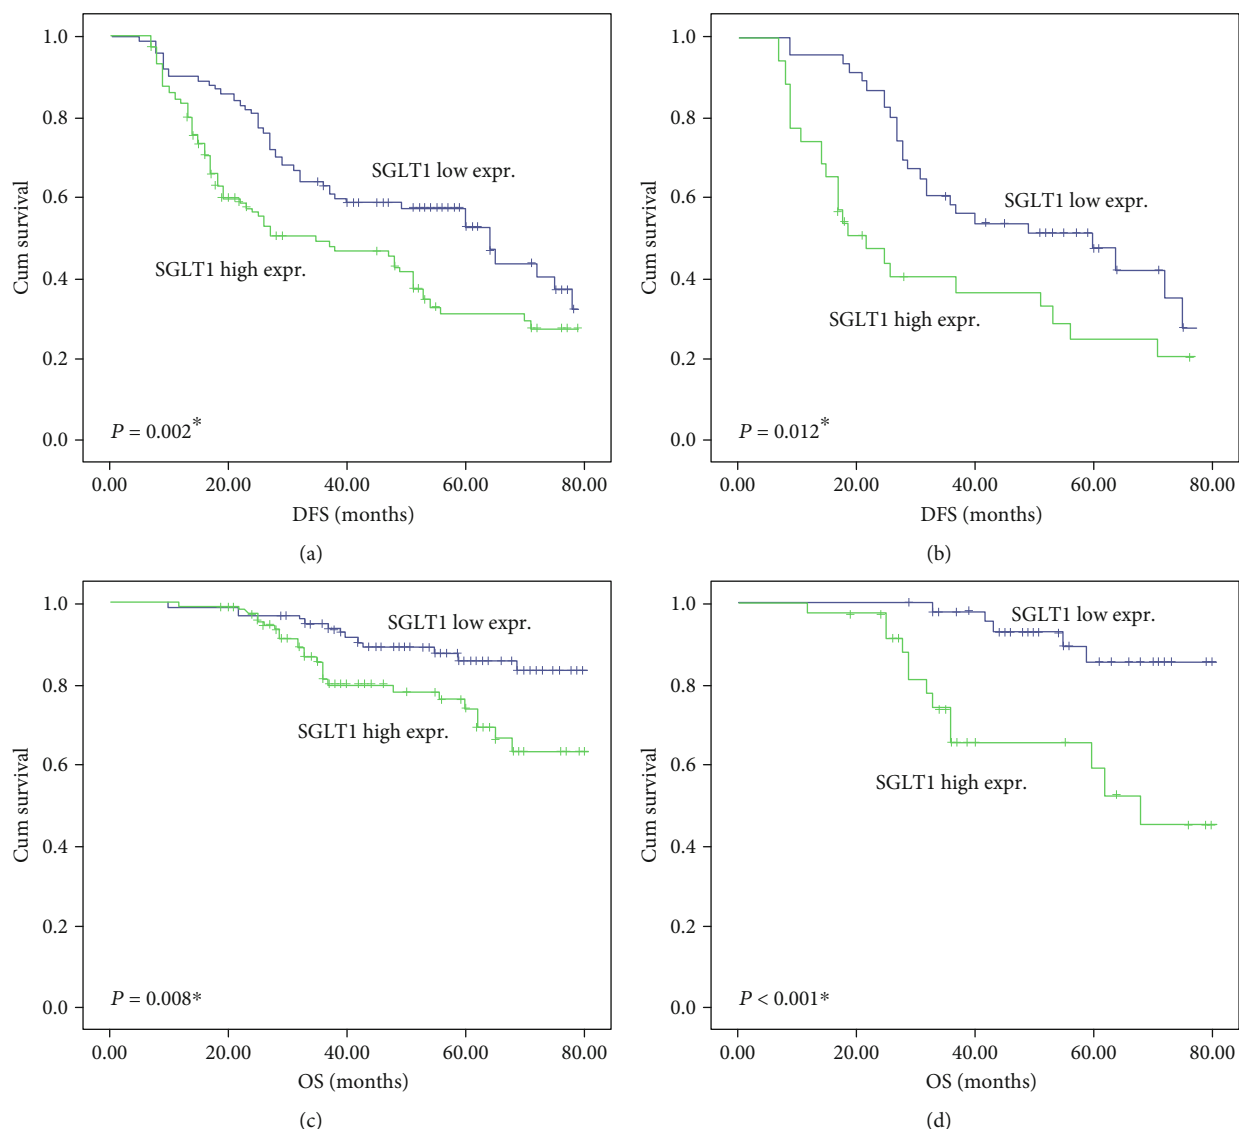 1.0
0.8
0.6
0.4
0.2
0.0
Cum survival
SGLT1 low expr.
SGLT1 high expr.
P = 0.002*
0.00 20.00 40.00 60.00 80.00
DFS (months)
(a)
1.0
0.8
0.6
0.4
0.2
0.0
Cum survival
SGLT1 low expr.
SGLT1 high expr.
P = 0.012*
0.00 20.00 40.00 60.00 80.00
DFS (months)
(b)
1.0
0.8
0.6
0.4
0.2
0.0
Cum survival
SGLT1 low expr.
SGLT1 high expr.
P = 0.008*
0.00 20.00 40.00 60.00 80.00
OS (months)
(c)
1.0
0.8
0.6
0.4
0.2
0.0
Cum survival
SGLT1 low expr.
SGLT1 high expr.
P < 0.001*
0.00 20.00 40.00 60.00 80.00
OS (months)
(d)